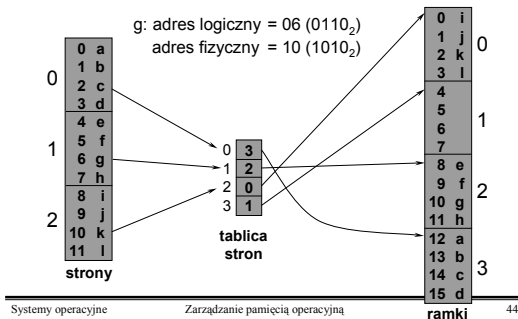 g: adres logiczny = 06 (0110₂)
adres fizyczny = 10 (1010₂)
0 a
1 b
2 c
3 d
4 e
5 f
6 g
7 h
8 i
9 j
10 k
11 l
0
1
2
strony
0 3
1 2
2 0
3 1
tablica
stron
0 i
1 j
2 k
3 l
4
5
6
7
8 e
9 f
10 g
11 h
12 a
13 b
14 c
15 d
0
1
2
3
ramki
Systemy operacyjne Zarządzanie pamięcią operacyjną 44